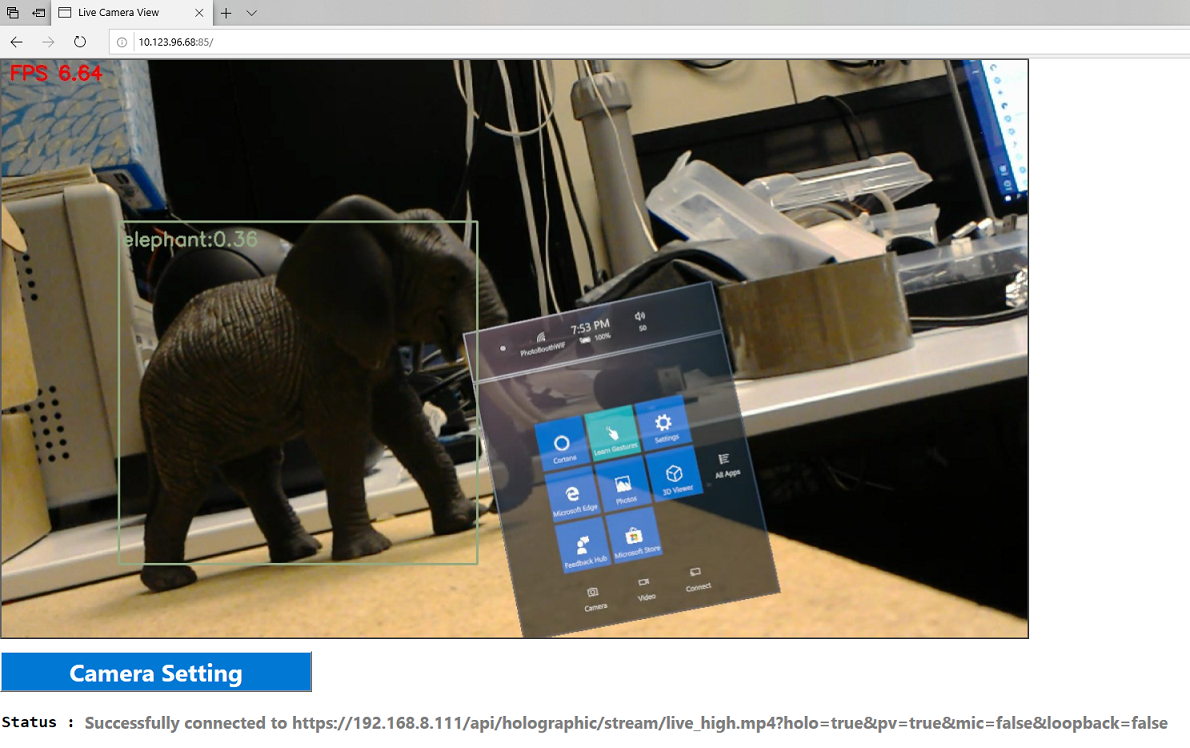 Live Camera View
10.123.96.68:85/
FPS 6.64
elephant:0.36
7:53 PM
PhotoBoothWiF
100%
50
Cortana
Learn Gestures
Settings
Microsoft Edge
Photos
3D Viewer
All Apps
Feedback Hub
Microsoft Store
Camera
Video
Connect
Camera Setting
Status : Successfully connected to https://192.168.8.111/api/holographic/stream/live_high.mp4?holo=true&pv=true&mic=false&loopback=false